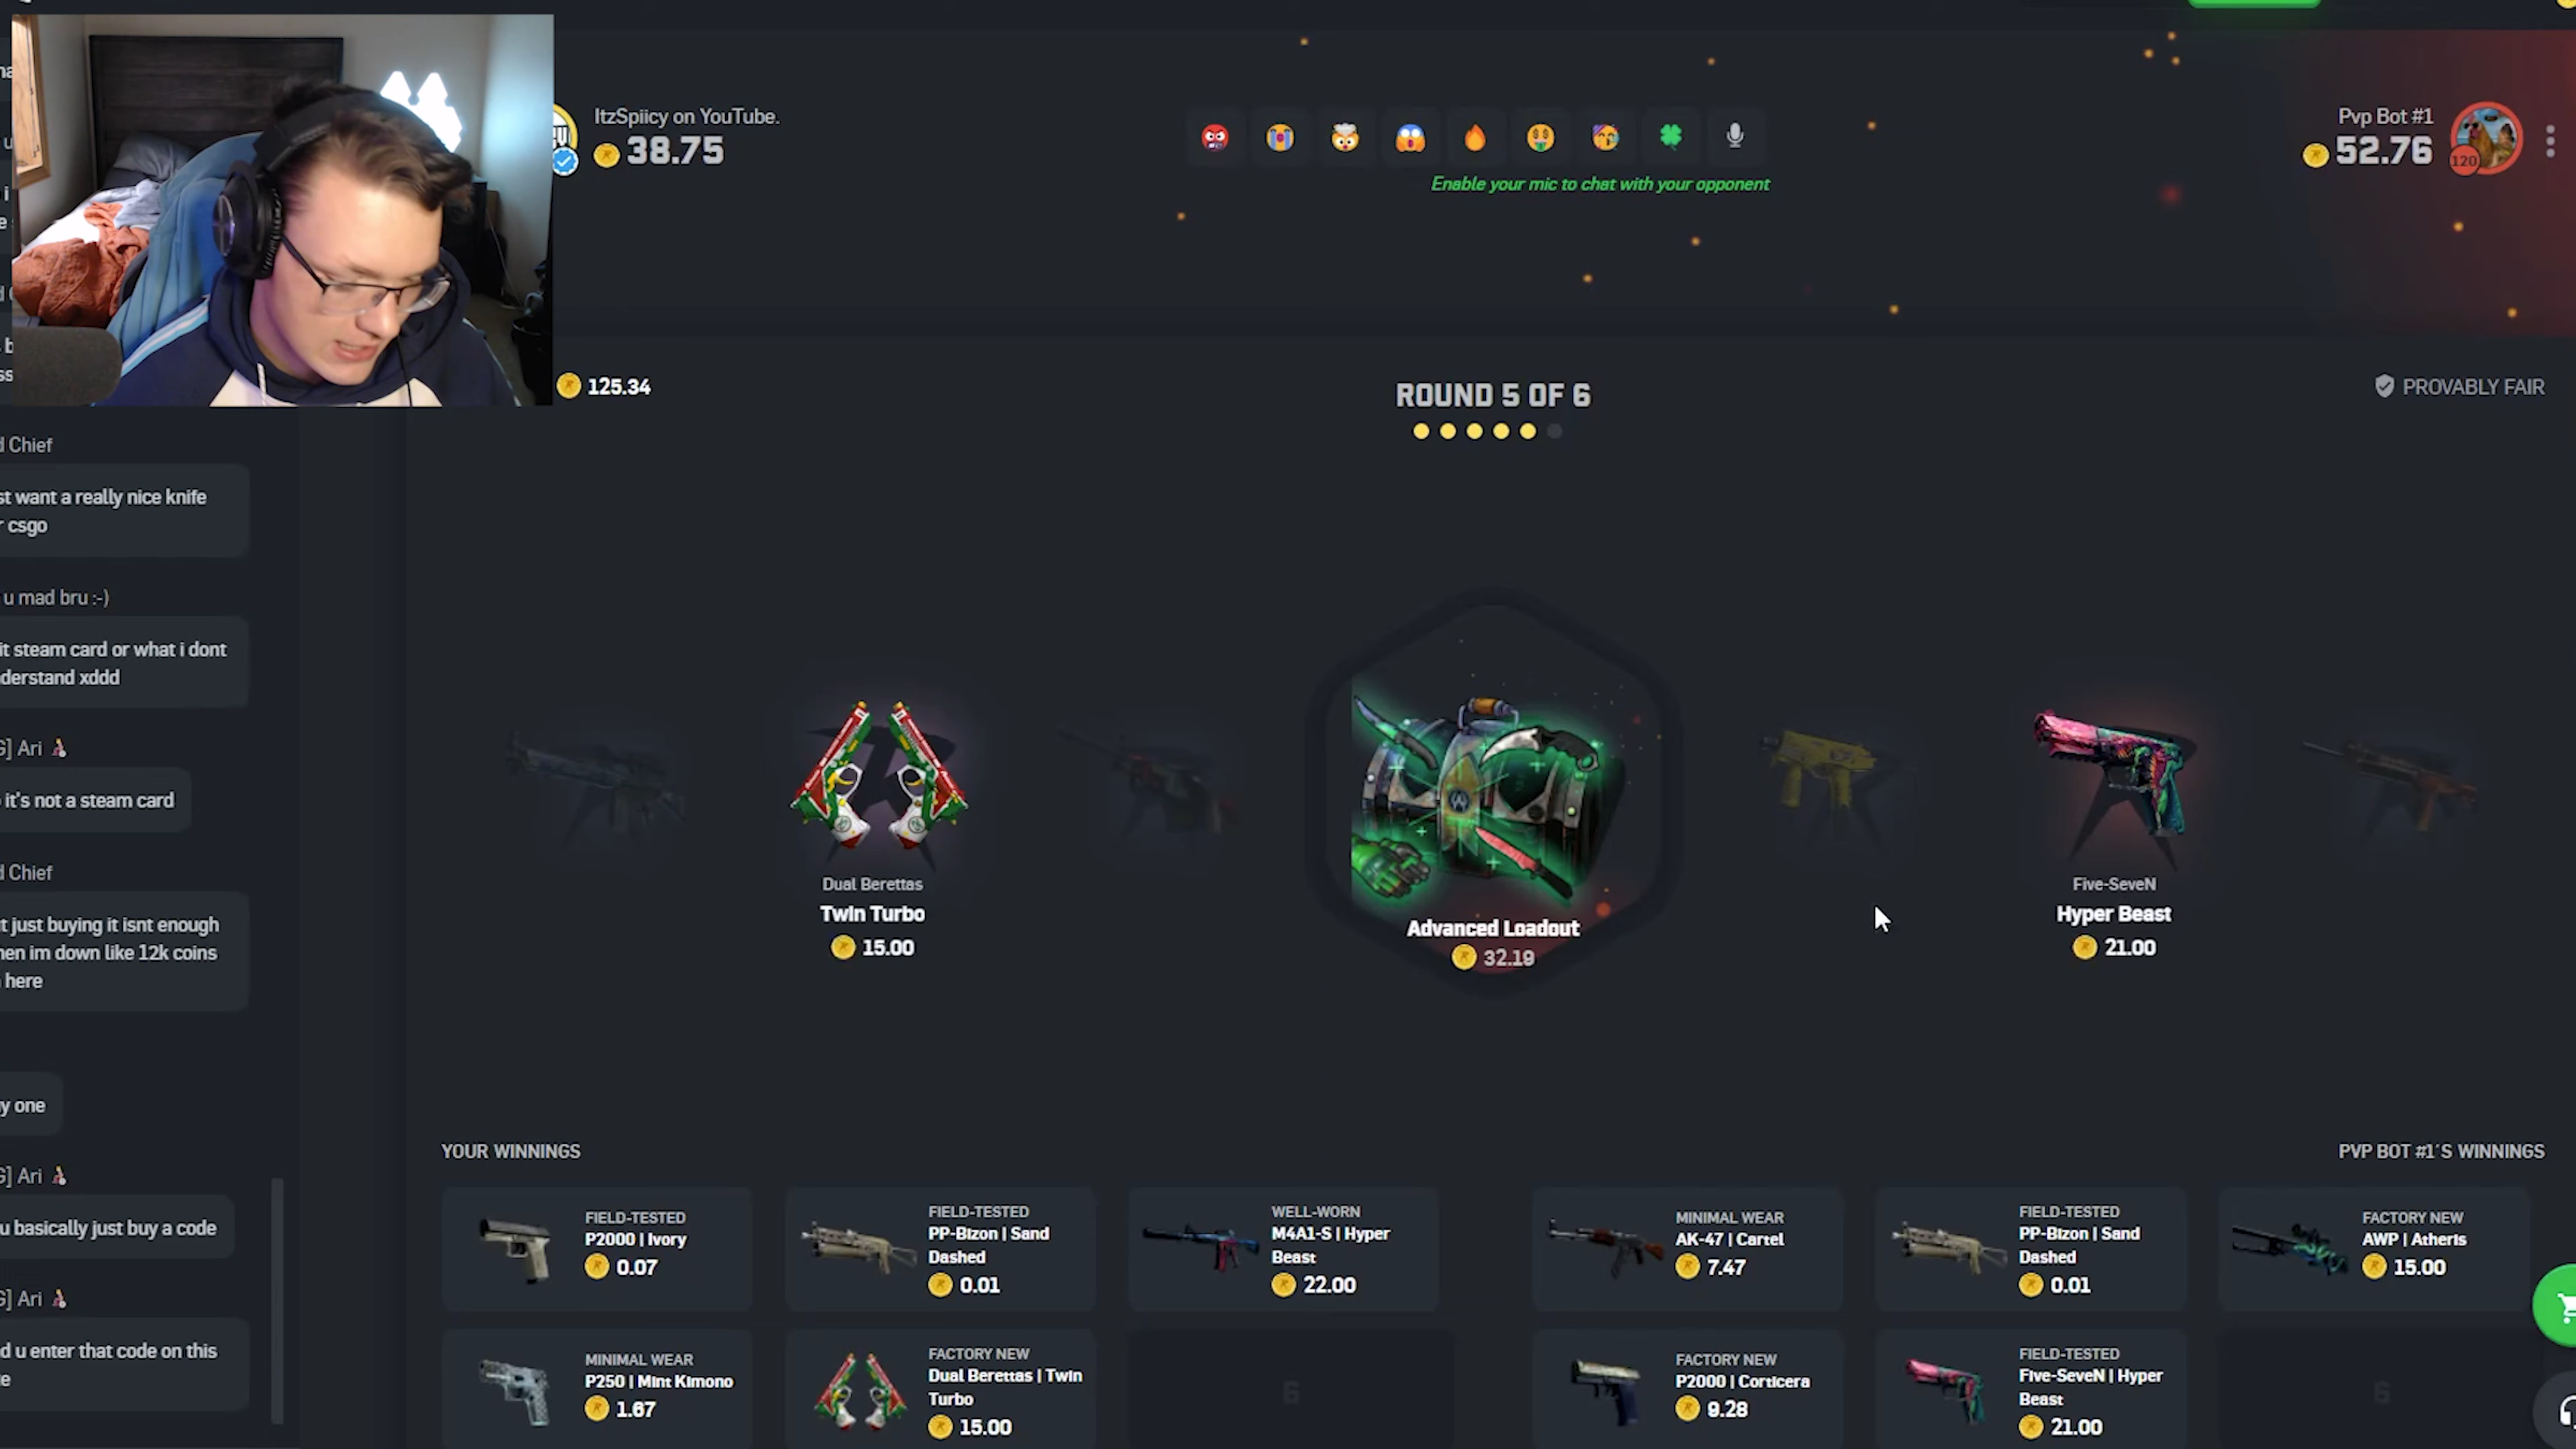 ItzSpiicy on YouTube.
38.75
Enable your mic to chat with your opponent
Pvp Bot #1
52.76
120
125.34
ROUND 5 OF 6
PROVABLY FAIR
d Chief
st want a really nice knife
r csgo
u mad bru :-)
it steam card or what i dont
derstand xddd
G] Ari
it's not a steam card
d Chief
t just buying it isnt enough
hen im down like 12k coins
here
y one
G] Ari
u basically just buy a code
G] Ari
d u enter that code on this
e
Dual Berettas
Twin Turbo
15.00
Advanced Loadout
32.19
Five-SeveN
Hyper Beast
21.00
YOUR WINNINGS
PVP BOT #1'S WINNINGS
FIELD-TESTED
P2000 | Ivory
0.07
FIELD-TESTED
PP-Bizon | Sand
Dashed
0.01
WELL-WORN
M4A1-S | Hyper
Beast
22.00
MINIMAL WEAR
AK-47 | Cartel
7.47
FIELD-TESTED
PP-Bizon | Sand
Dashed
0.01
FACTORY NEW
AWP | Atheris
15.00
MINIMAL WEAR
P250 | Mint Kimono
1.67
FACTORY NEW
Dual Berettas | Twin
Turbo
15.00
6
FACTORY NEW
P2000 | Corticera
9.28
FIELD-TESTED
Five-SeveN | Hyper
Beast
21.00
6